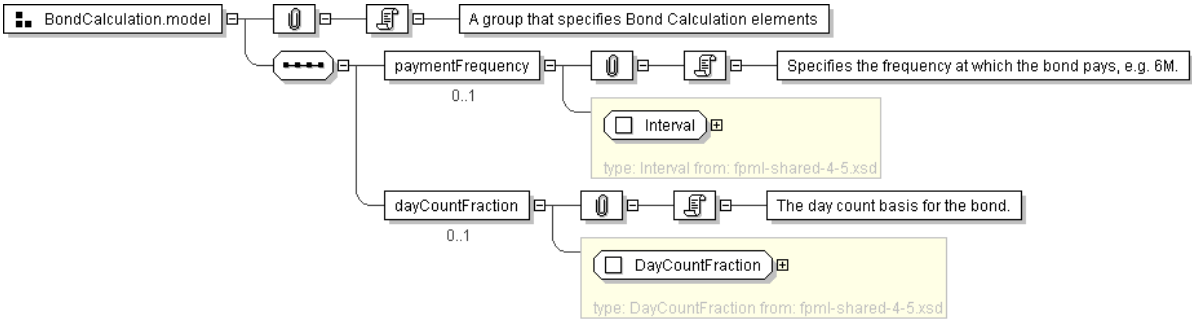 BondCalculation.model
A group that specifies Bond Calculation elements
paymentFrequency
Specifies the frequency at which the bond pays, e.g. 6M.
0..1
Interval
type: Interval from: fpml-shared-4-5.xsd
dayCountFraction
The day count basis for the bond.
0..1
DayCountFraction
type: DayCountFraction from: fpml-shared-4-5.xsd